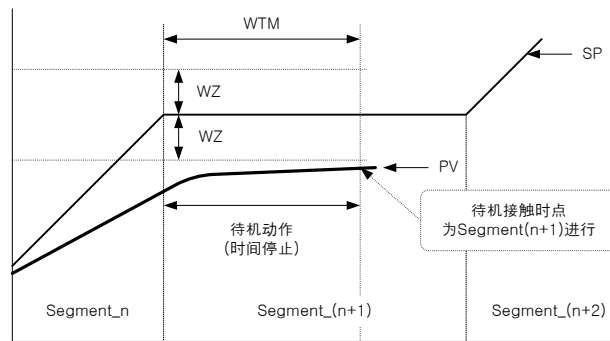 WTM
SP
WZ
WZ
PV
待机接触时点
为Segment(n+1)进行
待机动作
(时间停止)
Segment_n
Segment_(n+1)
Segment_(n+2)